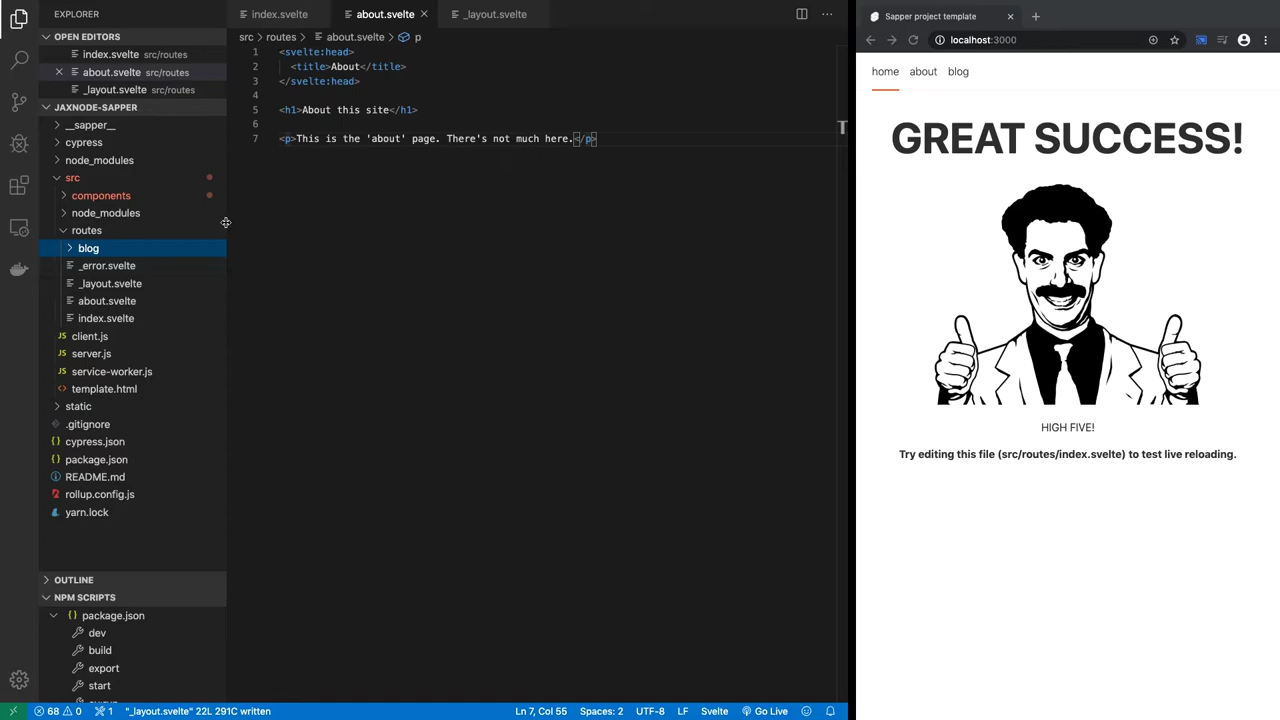 EXPLORER
OPEN EDITORS
index.svelte src/routes
about.svelte src/routes
_layout.svelte src/routes
JAXNODE-SAPPER
__sapper__
cypress
node_modules
src
components
node_modules
routes
blog
_error.svelte
_layout.svelte
about.svelte
index.svelte
JS client.js
JS server.js
JS service-worker.js
<> template.html
static
.gitignore
{} cypress.json
{} package.json
README.md
rollup.config.js
yarn.lock
OUTLINE
NPM SCRIPTS
{} package.json
dev
build
export
start
index.svelte
about.svelte
_layout.svelte
src > routes > about.svelte > p
1 <svelte:head>
2 <title>About</title>
3 </svelte:head>
4
5 <h1>About this site</h1>
6
7 <p>This is the 'about' page. There's not much here.</p>
68 0
1
"_layout.svelte" 22L 291C written
Ln 7, Col 55
Spaces: 2
UTF-8
LF
Svelte
Go Live
Sapper project template
localhost:3000
home about blog
GREAT SUCCESS!
HIGH FIVE!
Try editing this file (src/routes/index.svelte) to test live reloading.